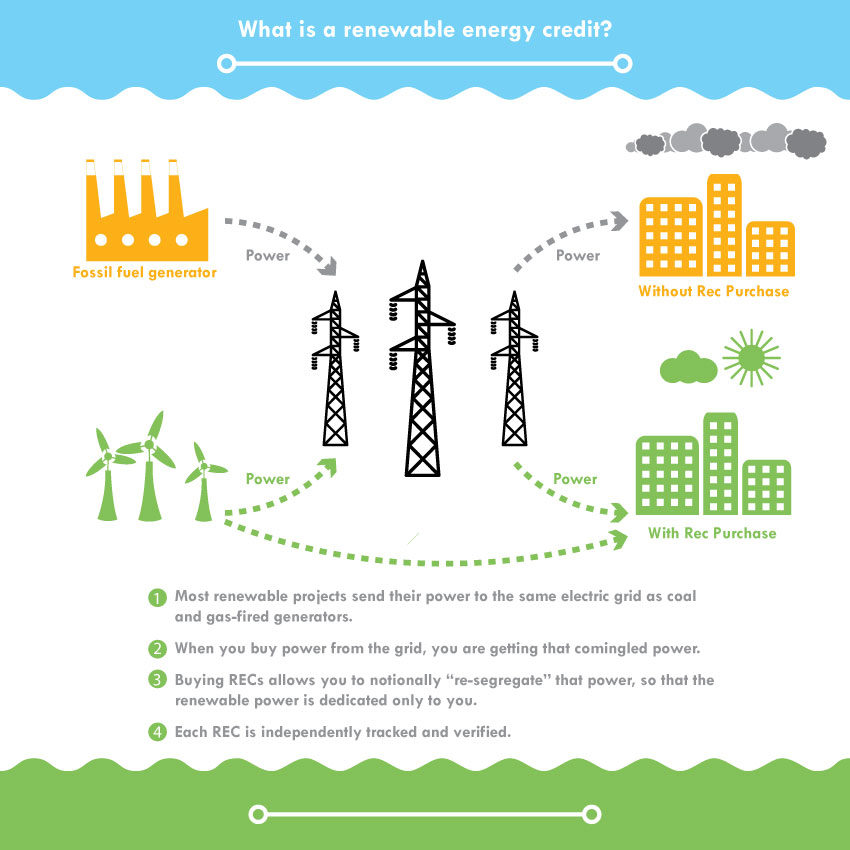 What is a renewable energy credit?
Power
Power
Fossil fuel generator
Without Rec Purchase
Power
Power
With Rec Purchase
1 Most renewable projects send their power to the same electric grid as coal
and gas-fired generators.
2 When you buy power from the grid, you are getting that comingled power.
3 Buying RECs allows you to notionally “re-segregate” that power, so that the
renewable power is dedicated only to you.
4 Each REC is independently tracked and verified.